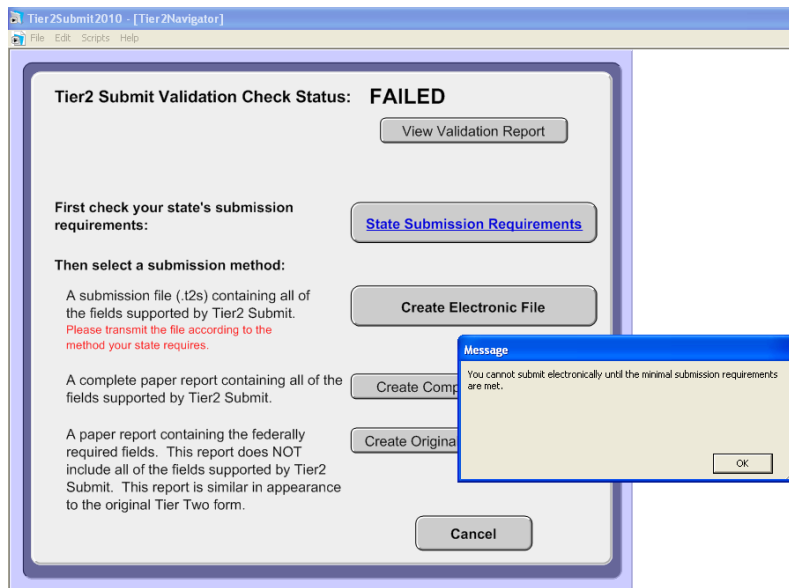 Tier2Submit2010 - [Tier2Navigator]
File Edit Scripts Help
Tier2 Submit Validation Check Status: FAILED
View Validation Report
First check your state's submission
requirements:
State Submission Requirements
Then select a submission method:
A submission file (.t2s) containing all of
the fields supported by Tier2 Submit.
Please transmit the file according to the
method your state requires.
Create Electronic File
Message
You cannot submit electronically until the minimal submission requirements
are met.
OK
A complete paper report containing all of the
fields supported by Tier2 Submit.
Create Comp
A paper report containing the federally
required fields. This report does NOT
include all of the fields supported by Tier2
Submit. This report is similar in appearance
to the original Tier Two form.
Create Origina
Cancel